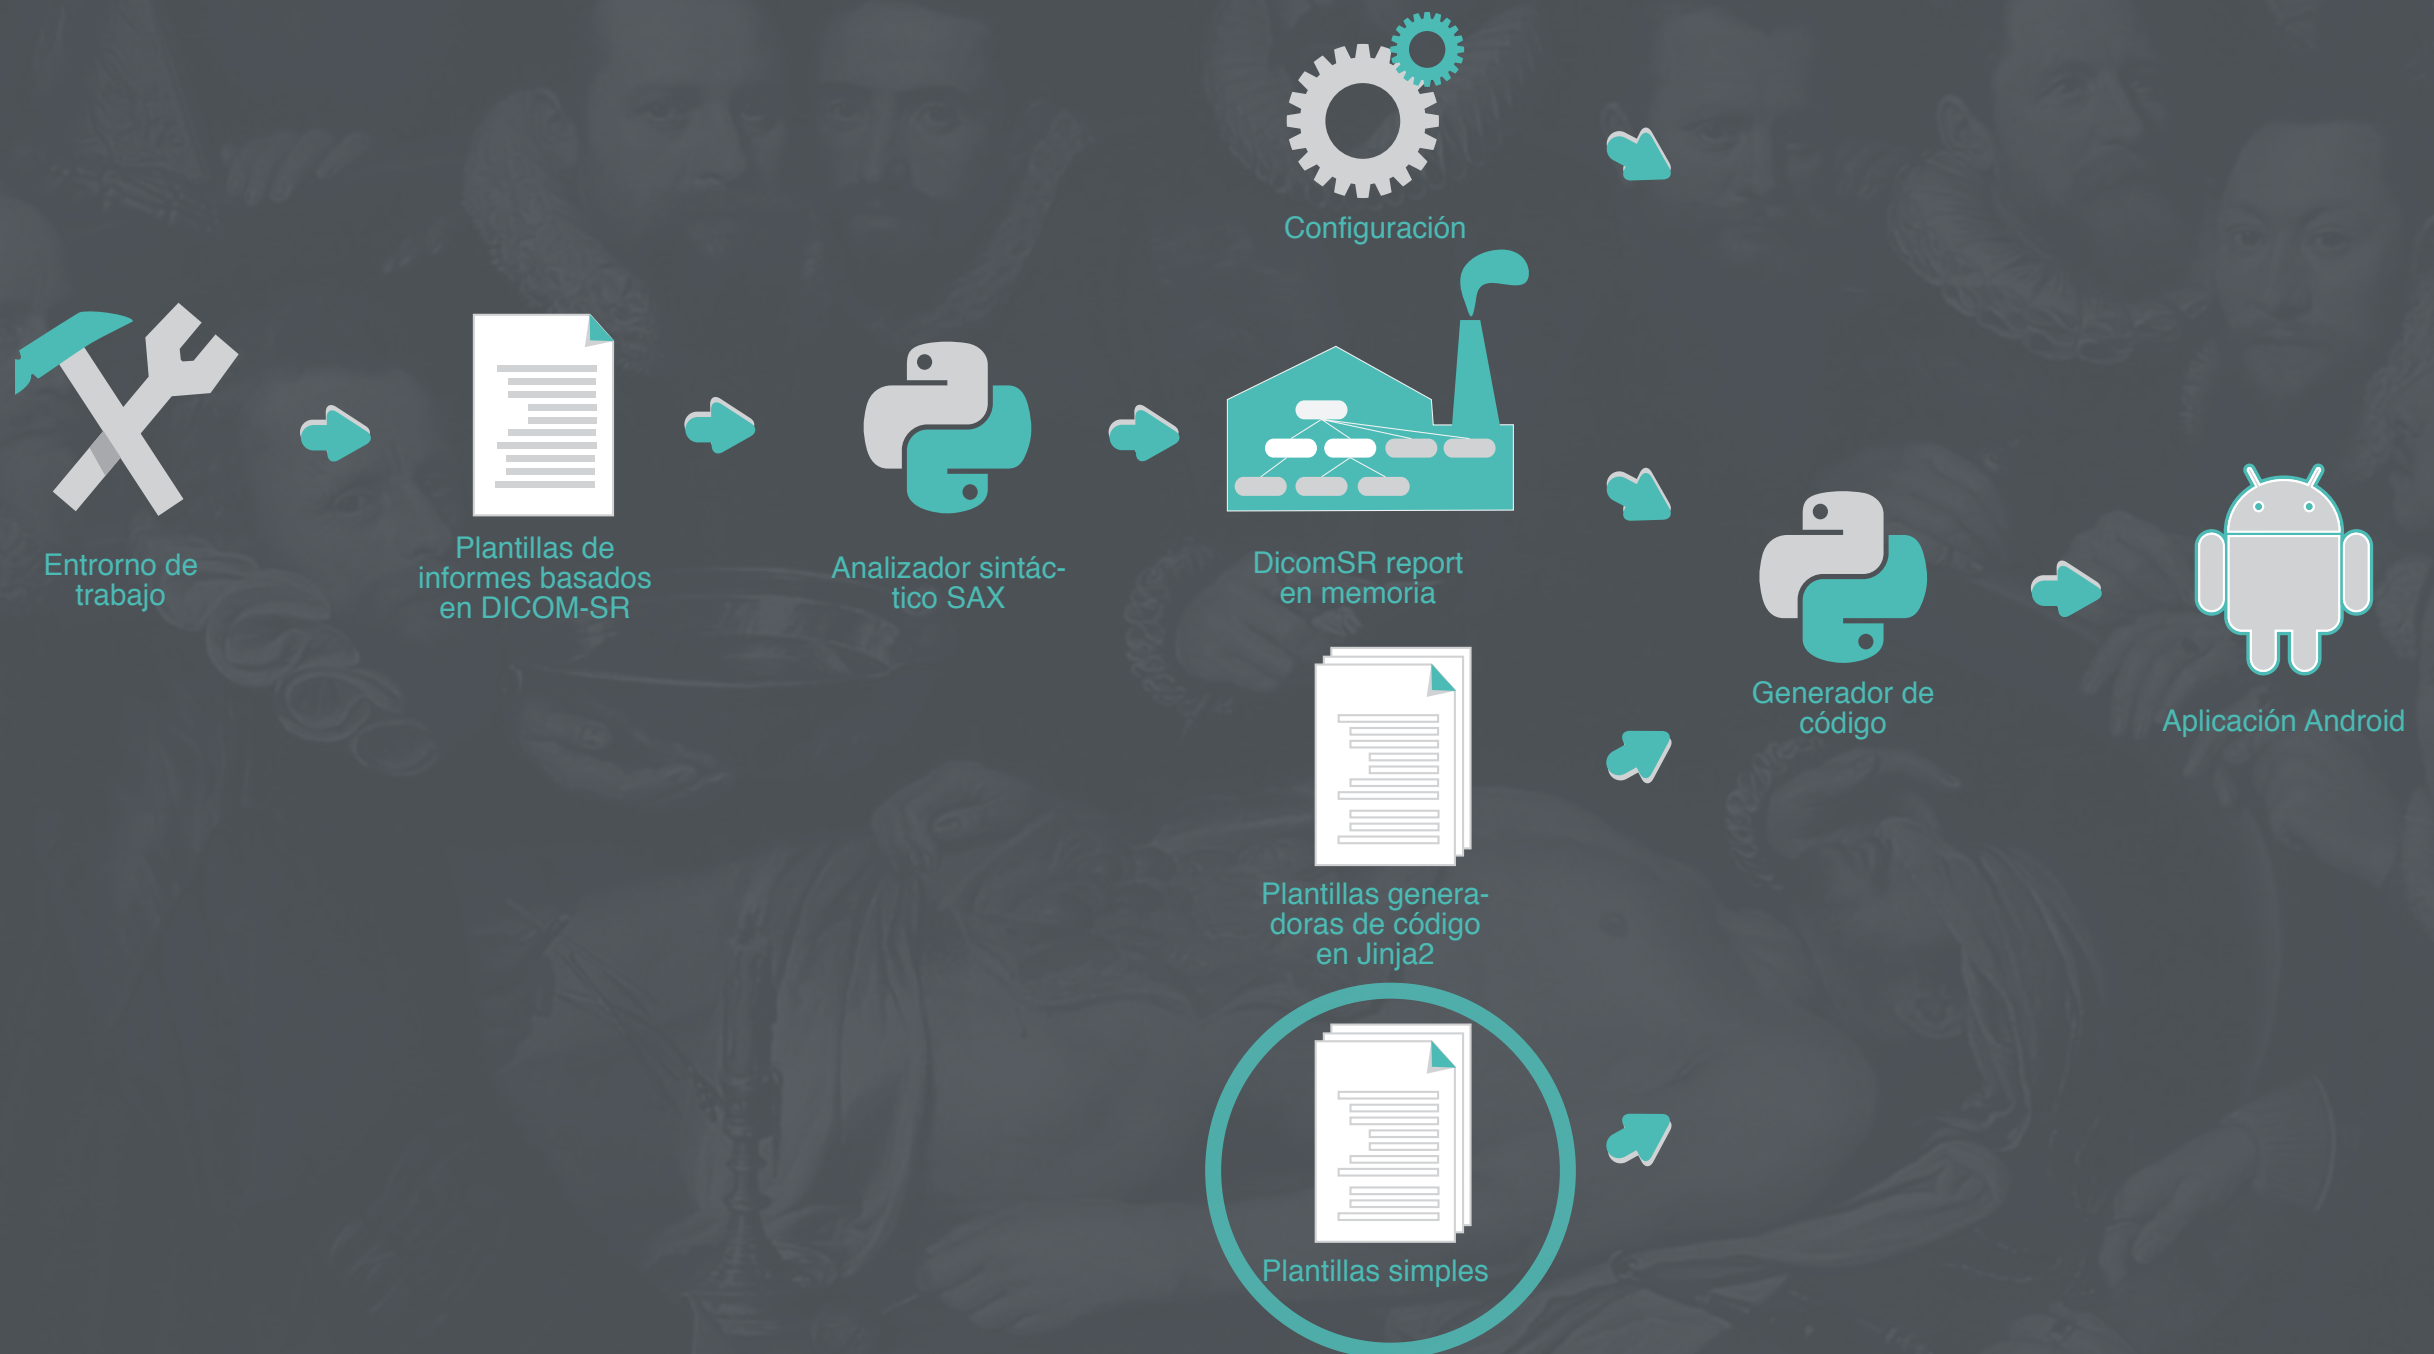 Configuración
Entrorno de
trabajo
Plantillas de
informes basados
en DICOM-SR
Analizador sintác-
tico SAX
DicomSR report
en memoria
Generador de
código
Aplicación Android
Plantillas genera-
doras de código
en Jinja2
Plantillas simples